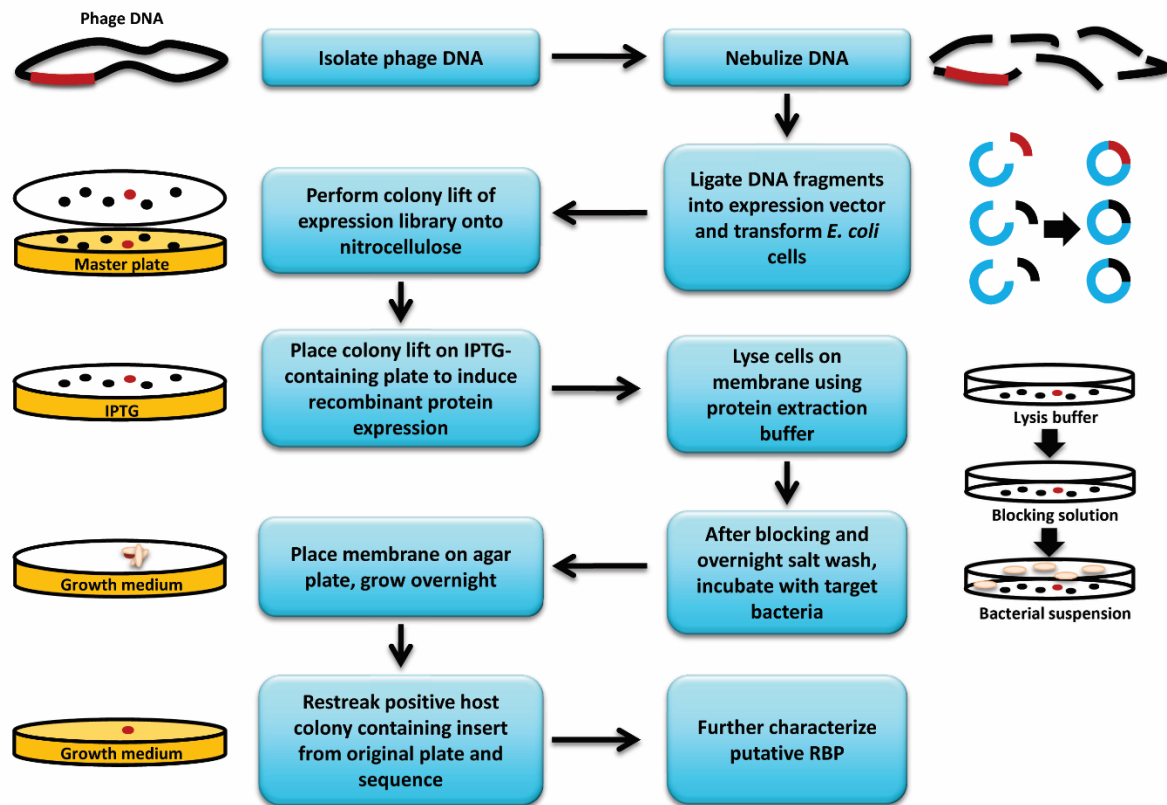 Phage DNA
Isolate phage DNA
Nebulize DNA
Ligate DNA fragments
into expression vector
and transform E. coli
cells
Perform colony lift of
expression library onto
nitrocellulose
Master plate
Place colony lift on IPTG-
containing plate to induce
recombinant protein
expression
IPTG
Lyse cells on
membrane using
protein extraction
buffer
Lysis buffer
Blocking solution
Bacterial suspension
After blocking and
overnight salt wash,
incubate with target
bacteria
Place membrane on agar
plate, grow overnight
Growth medium
Restreak positive host
colony containing insert
from original plate and
sequence
Growth medium
Further characterize
putative RBP